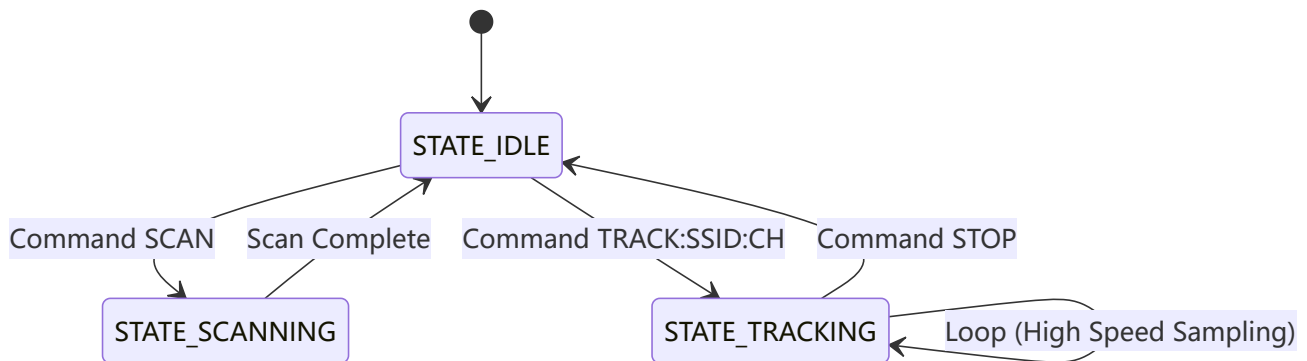 STATE_IDLE
Command SCAN
Scan Complete
Command TRACK:SSID:CH
Command STOP
STATE_SCANNING
STATE_TRACKING
Loop (High Speed Sampling)